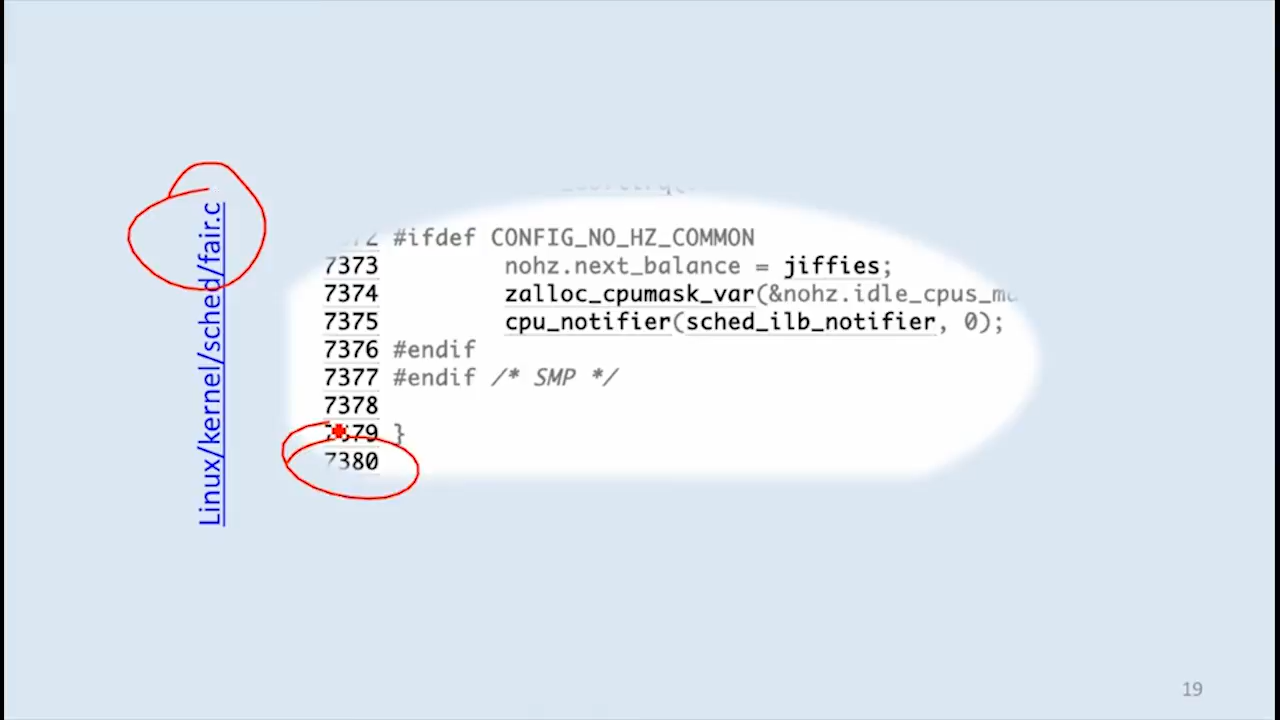 Linux/kernel/sched/fair.c
#ifdef CONFIG_NO_HZ_COMMON
7373 nohz.next_balance = jiffies;
7374 zalloc_cpumask_var(&nohz.idle_cpus_m
7375 cpu_notifier(sched_ilb_notifier, 0);
7376 #endif
7377 #endif /* SMP */
7378
7379 }
7380
19